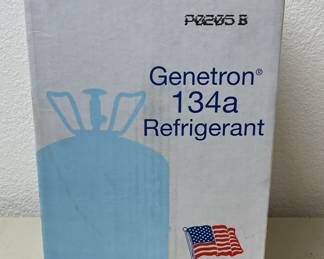 P0205 B
Genetron®
134a
Refrigerant